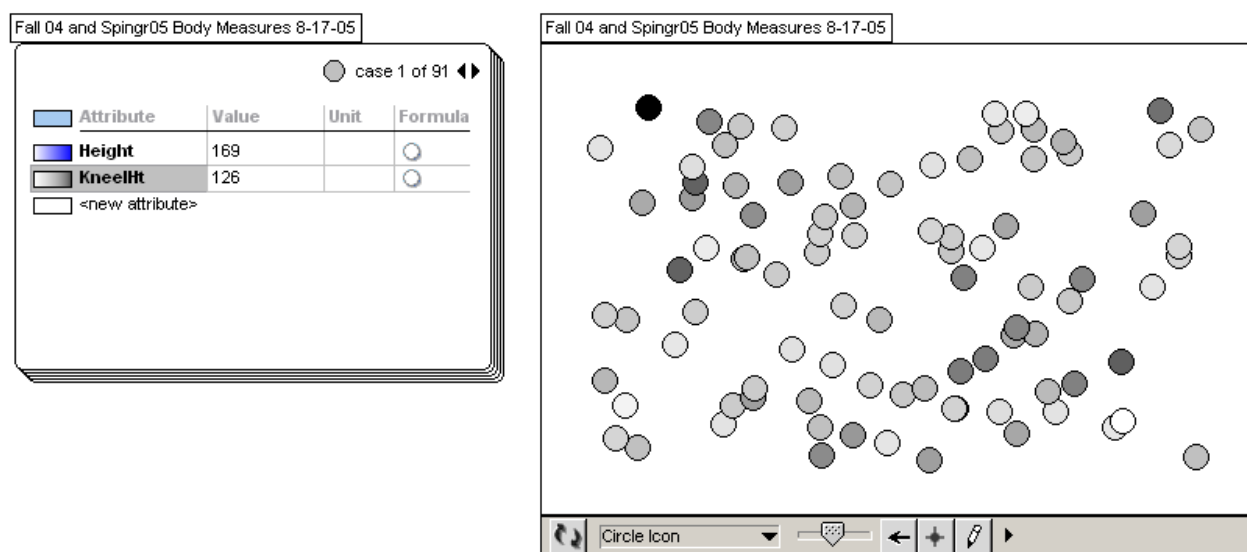 Fall 04 and Spingr05 Body Measures 8-17-05
case 1 of 91
Attribute Value Unit Formula
Height 169
KneelHt 126
<new attribute>
Fall 04 and Spingr05 Body Measures 8-17-05
Circle Icon